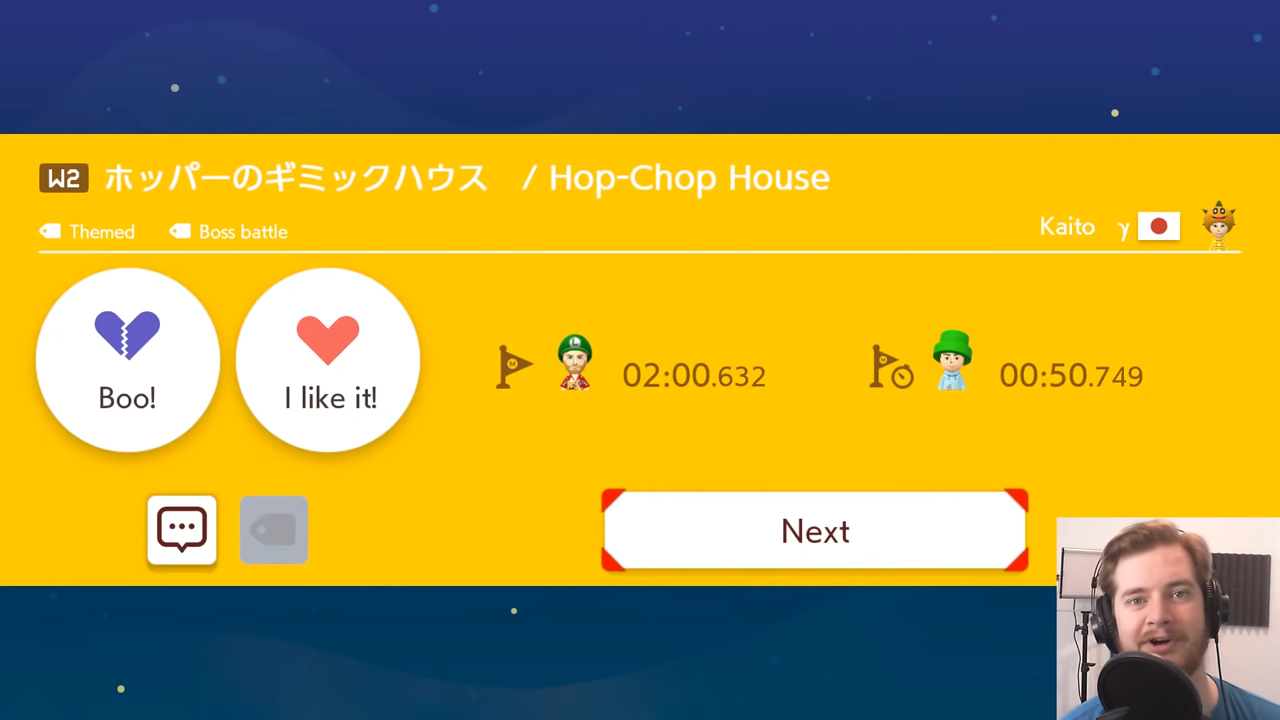 W2 ホッパーのギミックハウス / Hop-Chop House
Themed Boss battle
Kaito γ
Boo! I like it!
M L 02:00.632 M 00:50.749
Next